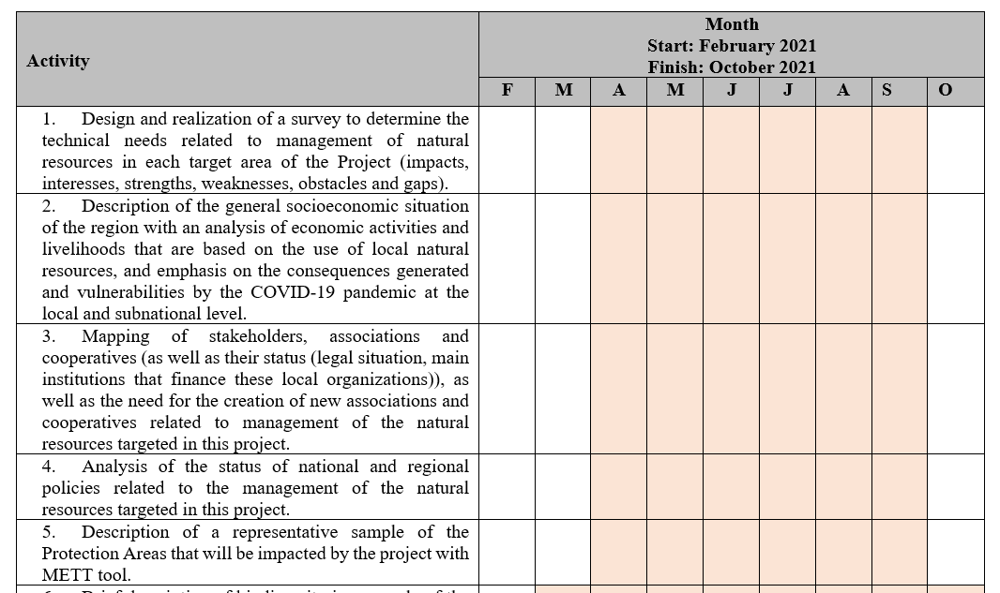 Activity
Month
Start: February 2021
Finish: October 2021
F M A M J J A S O
1. Design and realization of a survey to determine the
technical needs related to management of natural
resources in each target area of the Project (impacts,
interesses, strengths, weaknesses, obstacles and gaps).
2. Description of the general socioeconomic situation
of the region with an analysis of economic activities and
livelihoods that are based on the use of local natural
resources, and emphasis on the consequences generated
and vulnerabilities by the COVID-19 pandemic at the
local and subnational level.
3. Mapping of stakeholders, associations and
cooperatives (as well as their status (legal situation, main
institutions that finance these local organizations)), as
well as the need for the creation of new associations and
cooperatives related to management of the natural
resources targeted in this project.
4. Analysis of the status of national and regional
policies related to the management of the natural
resources targeted in this project.
5. Description of a representative sample of the
Protection Areas that will be impacted by the project with
METT tool.